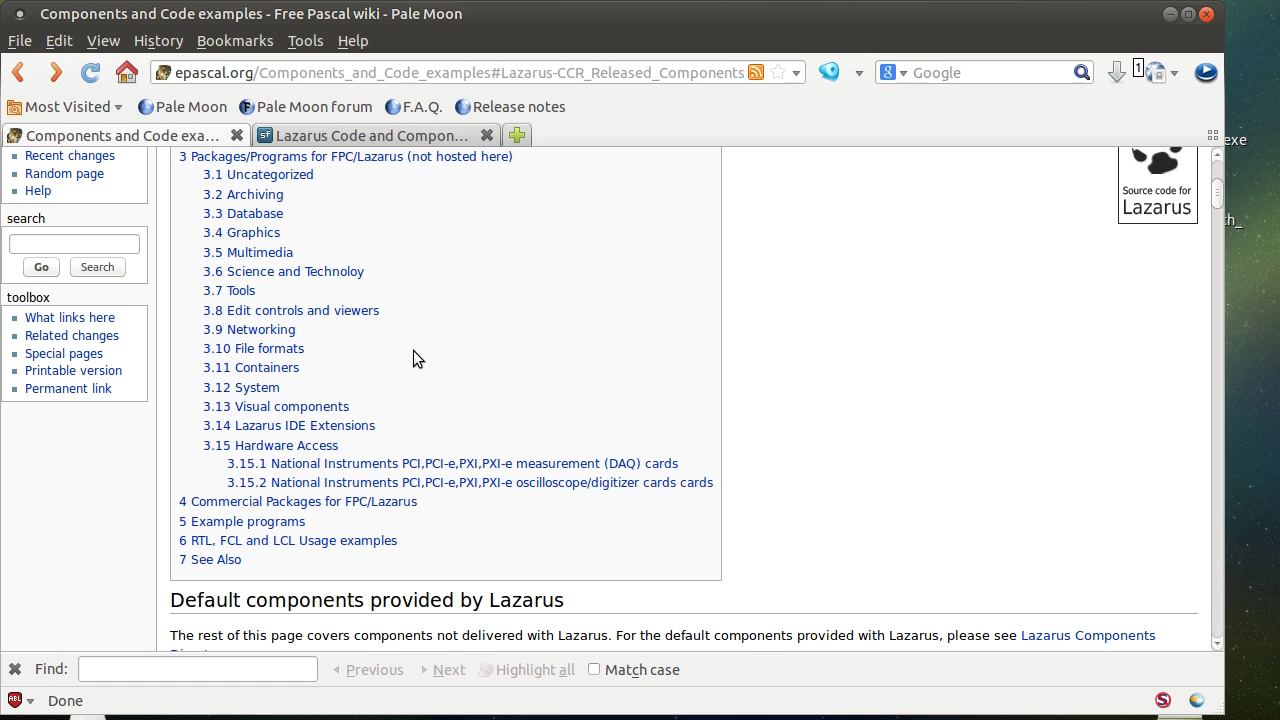 Components and Code examples - Free Pascal wiki - Pale Moon
File Edit View History Bookmarks Tools Help
epascal.org/Components_and_Code_examples#Lazarus-CCR_Released_Components
Google
1
Most Visited Pale Moon Pale Moon forum F.A.Q. Release notes
Components and Code exa...
Lazarus Code and Compon...
Recent changes
Random page
Help
search
Go Search
toolbox
What links here
Related changes
Special pages
Printable version
Permanent link
3 Packages/Programs for FPC/Lazarus (not hosted here)
3.1 Uncategorized
3.2 Archiving
3.3 Database
3.4 Graphics
3.5 Multimedia
3.6 Science and Technoloy
3.7 Tools
3.8 Edit controls and viewers
3.9 Networking
3.10 File formats
3.11 Containers
3.12 System
3.13 Visual components
3.14 Lazarus IDE Extensions
3.15 Hardware Access
3.15.1 National Instruments PCI,PCI-e,PXI,PXI-e measurement (DAQ) cards
3.15.2 National Instruments PCI,PCI-e,PXI,PXI-e oscilloscope/digitizer cards cards
4 Commercial Packages for FPC/Lazarus
5 Example programs
6 RTL, FCL and LCL Usage examples
7 See Also
Source code for
Lazarus
Default components provided by Lazarus
The rest of this page covers components not delivered with Lazarus. For the default components provided with Lazarus, please see Lazarus Components
Find: Previous Next Highlight all Match case
ABL Done